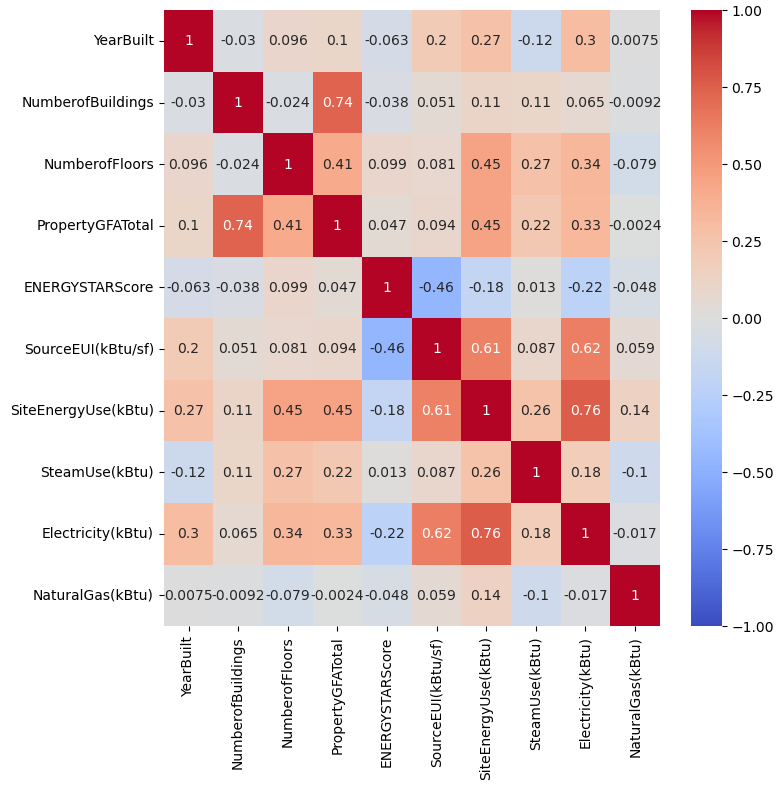 YearBuilt 1 -0.03 0.096 0.1 -0.063 0.2 0.27 -0.12 0.3 0.0075
NumberofBuildings -0.03 1 -0.024 0.74 -0.038 0.051 0.11 0.11 0.065 -0.0092
NumberofFloors 0.096 -0.024 1 0.41 0.099 0.081 0.45 0.27 0.34 -0.079
PropertyGFATotal 0.1 0.74 0.41 1 0.047 0.094 0.45 0.22 0.33 -0.0024
ENERGYSTARScore -0.063 -0.038 0.099 0.047 1 -0.46 -0.18 0.013 -0.22 -0.048
SourceEUI(kBtu/sf) 0.2 0.051 0.081 0.094 -0.46 1 0.61 0.087 0.62 0.059
SiteEnergyUse(kBtu) 0.27 0.11 0.45 0.45 -0.18 0.61 1 0.26 0.76 0.14
SteamUse(kBtu) -0.12 0.11 0.27 0.22 0.013 0.087 0.26 1 0.18 -0.1
Electricity(kBtu) 0.3 0.065 0.34 0.33 -0.22 0.62 0.76 0.18 1 -0.017
NaturalGas(kBtu) 0.0075 -0.0092 -0.079 -0.0024 -0.048 0.059 0.14 -0.1 -0.017 1
YearBuilt
NumberofBuildings
NumberofFloors
PropertyGFATotal
ENERGYSTARScore
SourceEUI(kBtu/sf)
SiteEnergyUse(kBtu)
SteamUse(kBtu)
Electricity(kBtu)
NaturalGas(kBtu)
1.00
0.75
0.50
0.25
0.00
−0.25
−0.50
−0.75
−1.00